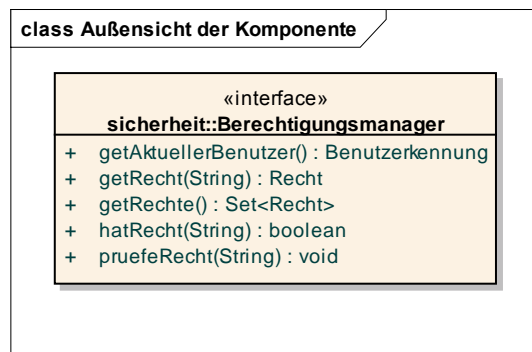 class Außensicht der Komponente
«interface»
sicherheit::Berechtigungsmanager
+ getAktuellerBenutzer() : Benutzerkennung
+ getRecht(String) : Recht
+ getRechte() : Set<Recht>
+ hatRecht(String) : boolean
+ pruefeRecht(String) : void